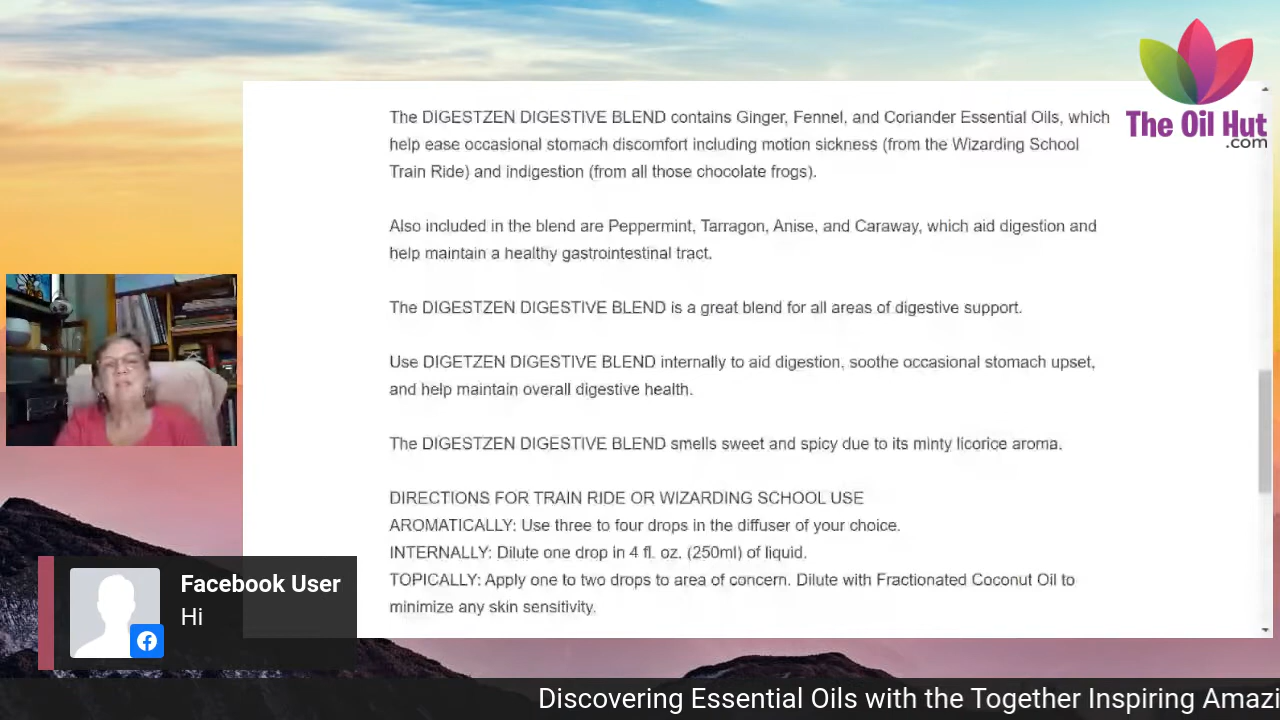 The DIGESTZEN DIGESTIVE BLEND contains Ginger, Fennel, and Coriander Essential Oils, which
help ease occasional stomach discomfort including motion sickness (from the Wizarding School
Train Ride) and indigestion (from all those chocolate frogs).
Also included in the blend are Peppermint, Tarragon, Anise, and Caraway, which aid digestion and
help maintain a healthy gastrointestinal tract.
The DIGESTZEN DIGESTIVE BLEND is a great blend for all areas of digestive support.
Use DIGETZEN DIGESTIVE BLEND internally to aid digestion, soothe occasional stomach upset,
and help maintain overall digestive health.
The DIGESTZEN DIGESTIVE BLEND smells sweet and spicy due to its minty licorice aroma.
DIRECTIONS FOR TRAIN RIDE OR WIZARDING SCHOOL USE
AROMATICALLY: Use three to four drops in the diffuser of your choice.
INTERNALLY: Dilute one drop in 4 fl. oz. (250ml) of liquid.
TOPICALLY: Apply one to two drops to area of concern. Dilute with Fractionated Coconut Oil to
minimize any skin sensitivity.
The Oil Hut
.com
Facebook User
Hi
Discovering Essential Oils with the Together Inspiring Amazi